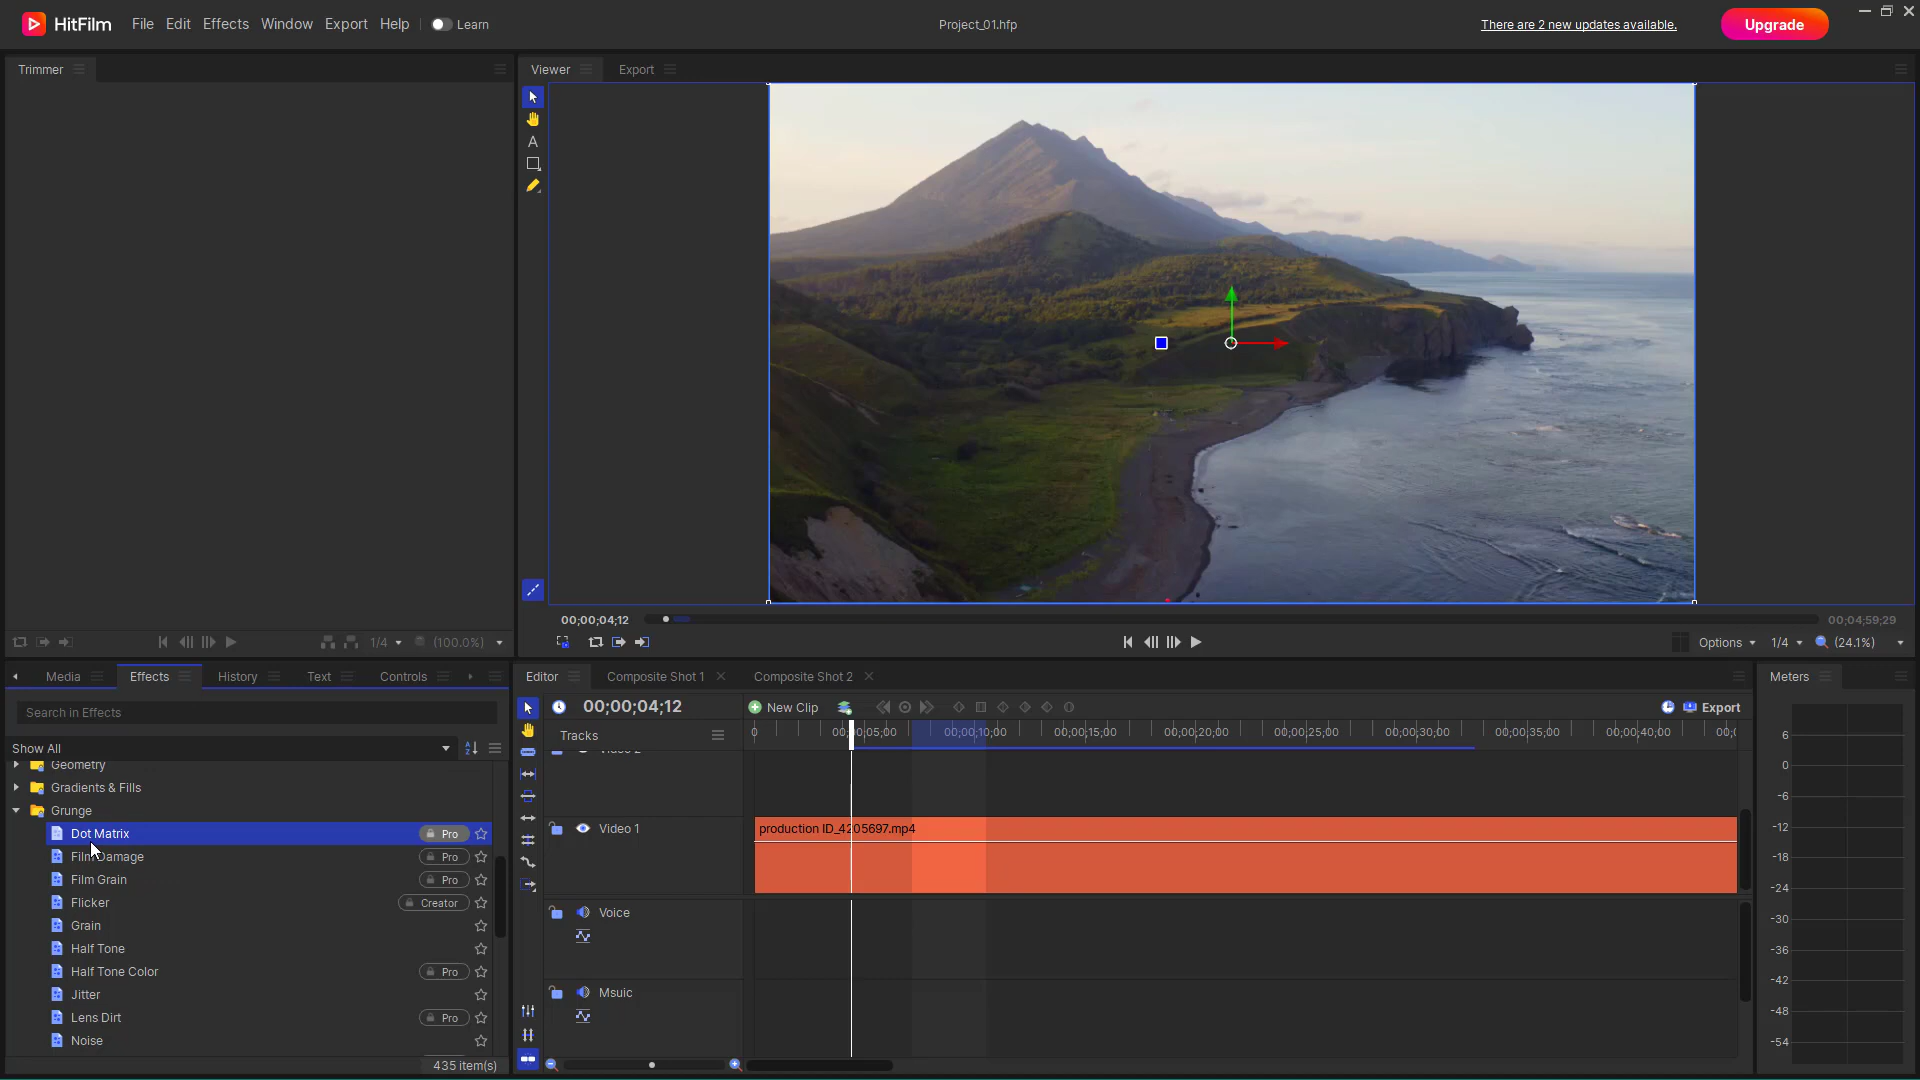 HitFilm File Edit Effects Window Export Help Learn
Project_01.hfp
There are 2 new updates available.
Upgrade
Trimmer
Viewer Export
A
00;00;04;12
00;04;59;29
1/4 (100.0%)
Options 1/4 (24.1%)
Media Effects History Text Controls
Search in Effects
Show All
Geometry
Gradients & Fills
Grunge
Dot Matrix Pro
Film Damage Pro
Film Grain Pro
Flicker Creator
Grain
Half Tone
Half Tone Color Pro
Jitter
Lens Dirt Pro
Noise
435 item(s)
Editor Composite Shot 1 Composite Shot 2
00;00;04;12 New Clip Export
Tracks
0 00;00;05;00 00;00;10;00 00;00;15;00 00;00;20;00 00;00;25;00 00;00;30;00 00;00;35;00 00;00;40;00
Video 2
Video 1
production ID_4205697.mp4
Voice
Msuic
Meters
6
0
-6
-12
-18
-24
-30
-36
-42
-48
-54